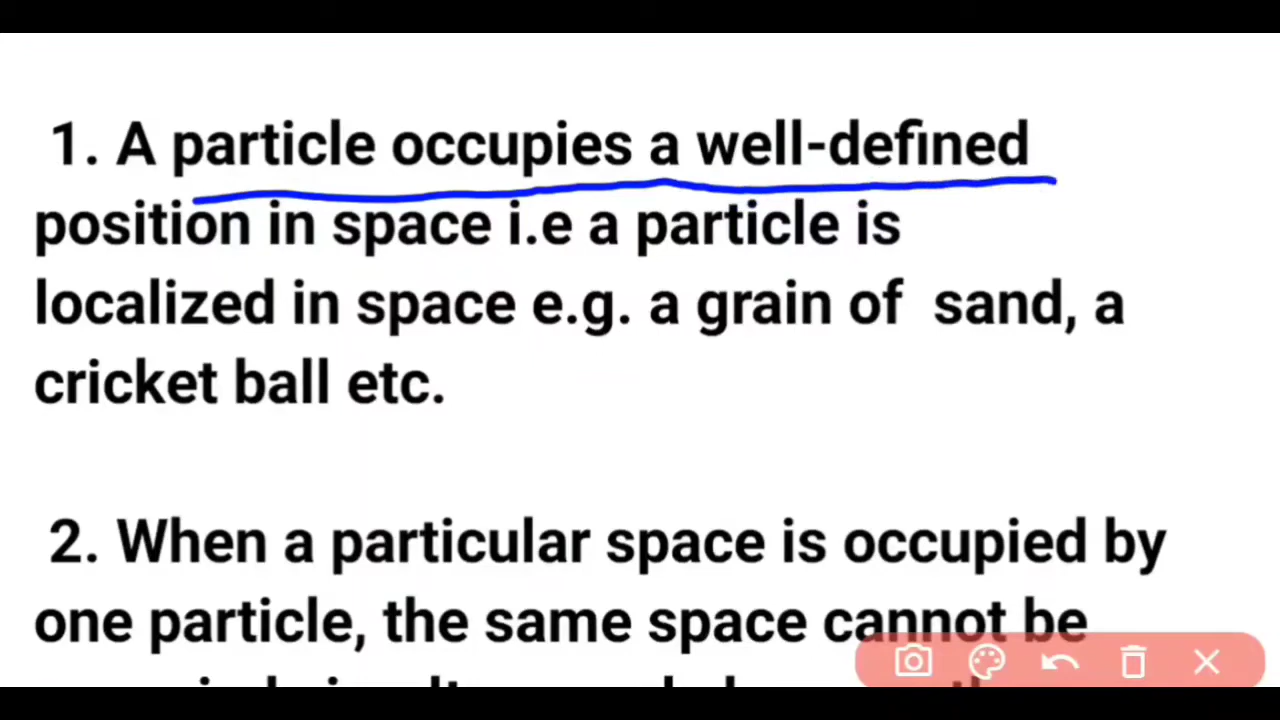 1. A particle occupies a well-defined
position in space i.e a particle is
localized in space e.g. a grain of sand, a
cricket ball etc.
2. When a particular space is occupied by
one particle, the same space cannot be